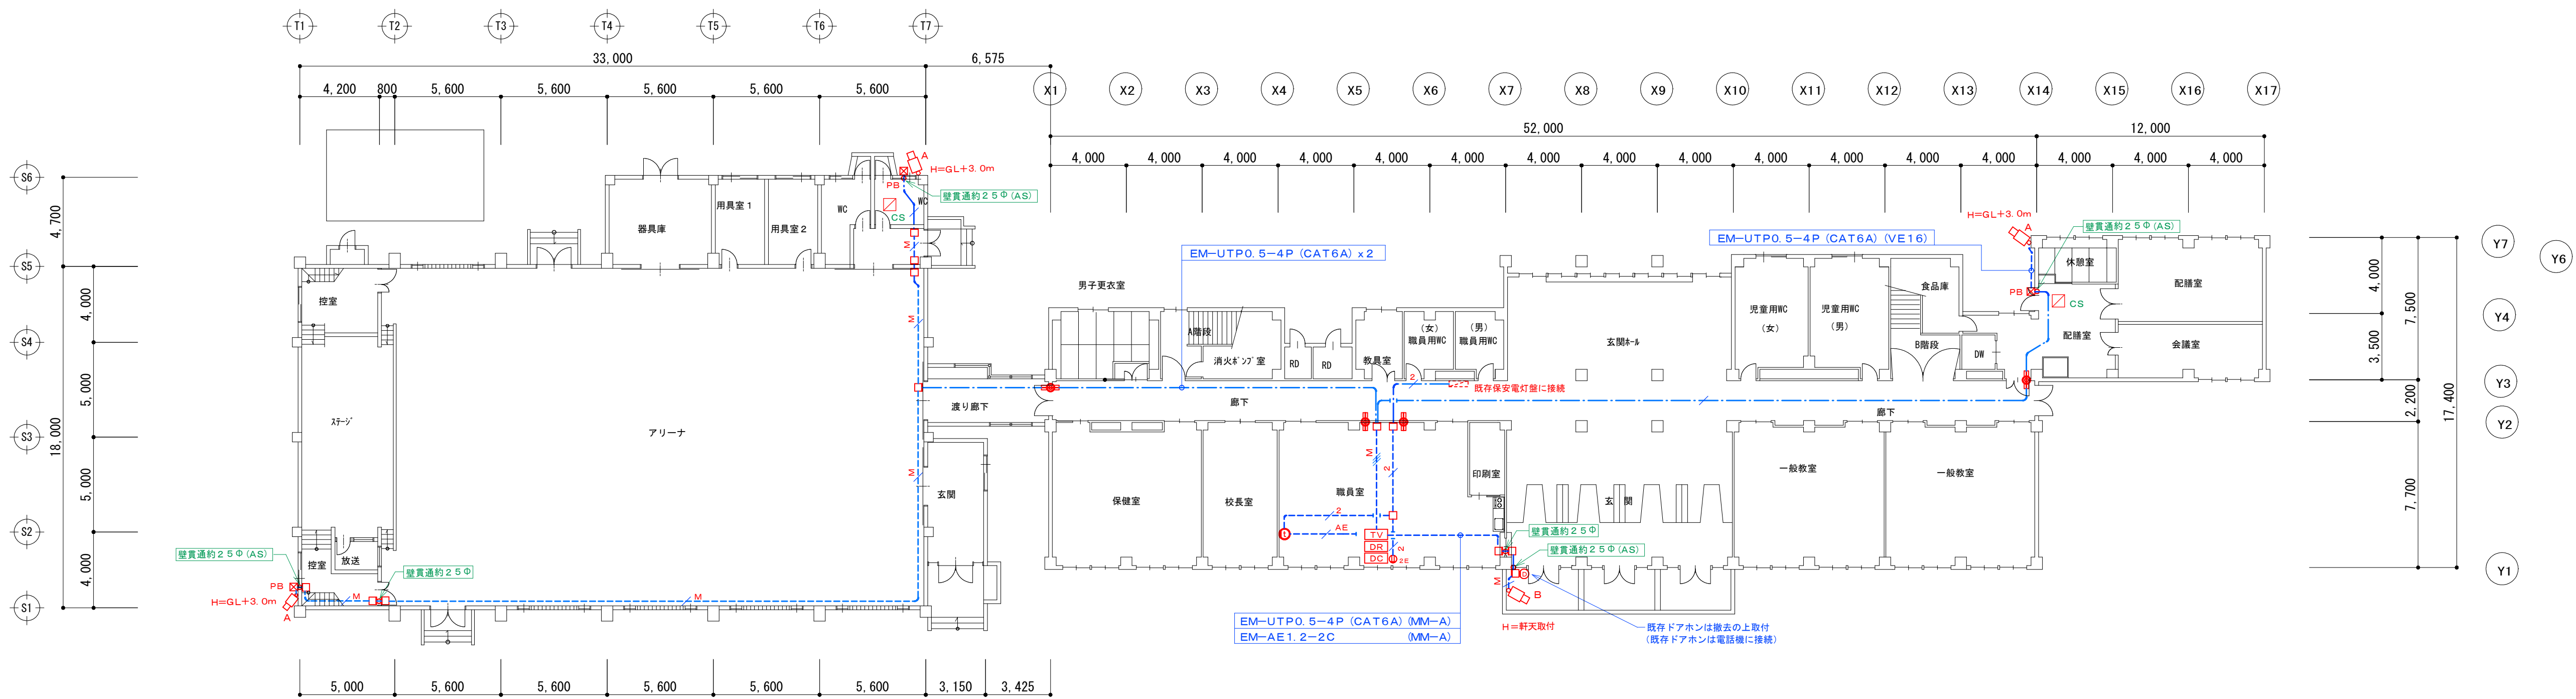 T1 T2 T3 T4 T5 T6 T7
33,000 6,575
4,200 800 5,600 5,600 5,600 5,600 5,600
X1 X2 X3 X4 X5 X6 X7 X8 X9 X10 X11 X12 X13 X14 X15 X16 X17
52,000 12,000
4,000 4,000 4,000 4,000 4,000 4,000 4,000 4,000 4,000 4,000 4,000 4,000 4,000 4,000 4,000 4,000
S6
S5
S4
S3
S2
S1
4,700
18,000
4,000
5,000
5,000
4,000
A
H=GL+3.0m
PB
壁貫通約25Φ(AS)
CS
WC
WC
器具庫
用具室1
用具室2
M
M
M
控室
ステージ
アリーナ
渡り廊下
玄関
控室
放送
壁貫通約25Φ(AS)
PB
H=GL+3.0m
A
壁貫通約25Φ
M
M
EM-UTP0.5-4P(CAT6A)x2
男子更衣室
A階段
消火ポンプ室
RD
RD
教具室
(女)
職員用WC
(男)
職員用WC
2
既存保安電灯盤に接続
廊下
玄関ホール
児童用WC
(女)
児童用WC
(男)
食品庫
B階段
DW
廊下
EM-UTP0.5-4P(CAT6A)(VE16)
H=GL+3.0m
A
壁貫通約25Φ(AS)
PB
CS
休憩室
配膳室
配膳室
会議室
Y7
Y6
Y4
Y3
Y2
Y1
4,000
3,500
7,500
2,200
7,700
17,400
保健室
校長室
職員室
M
2
2
AE
t
TV
DR
DC
2
2E
印刷室
玄関
一般教室
一般教室
壁貫通約25Φ
壁貫通約25Φ(AS)
M
B
H=軒天取付
EM-UTP0.5-4P(CAT6A)(MM-A)
EM-AE1.2-2C (MM-A)
既存ドアホンは撤去の上取付
(既存ドアホンは電話機に接続)
5,000 5,600 5,600 5,600 5,600 5,600 3,150 3,425